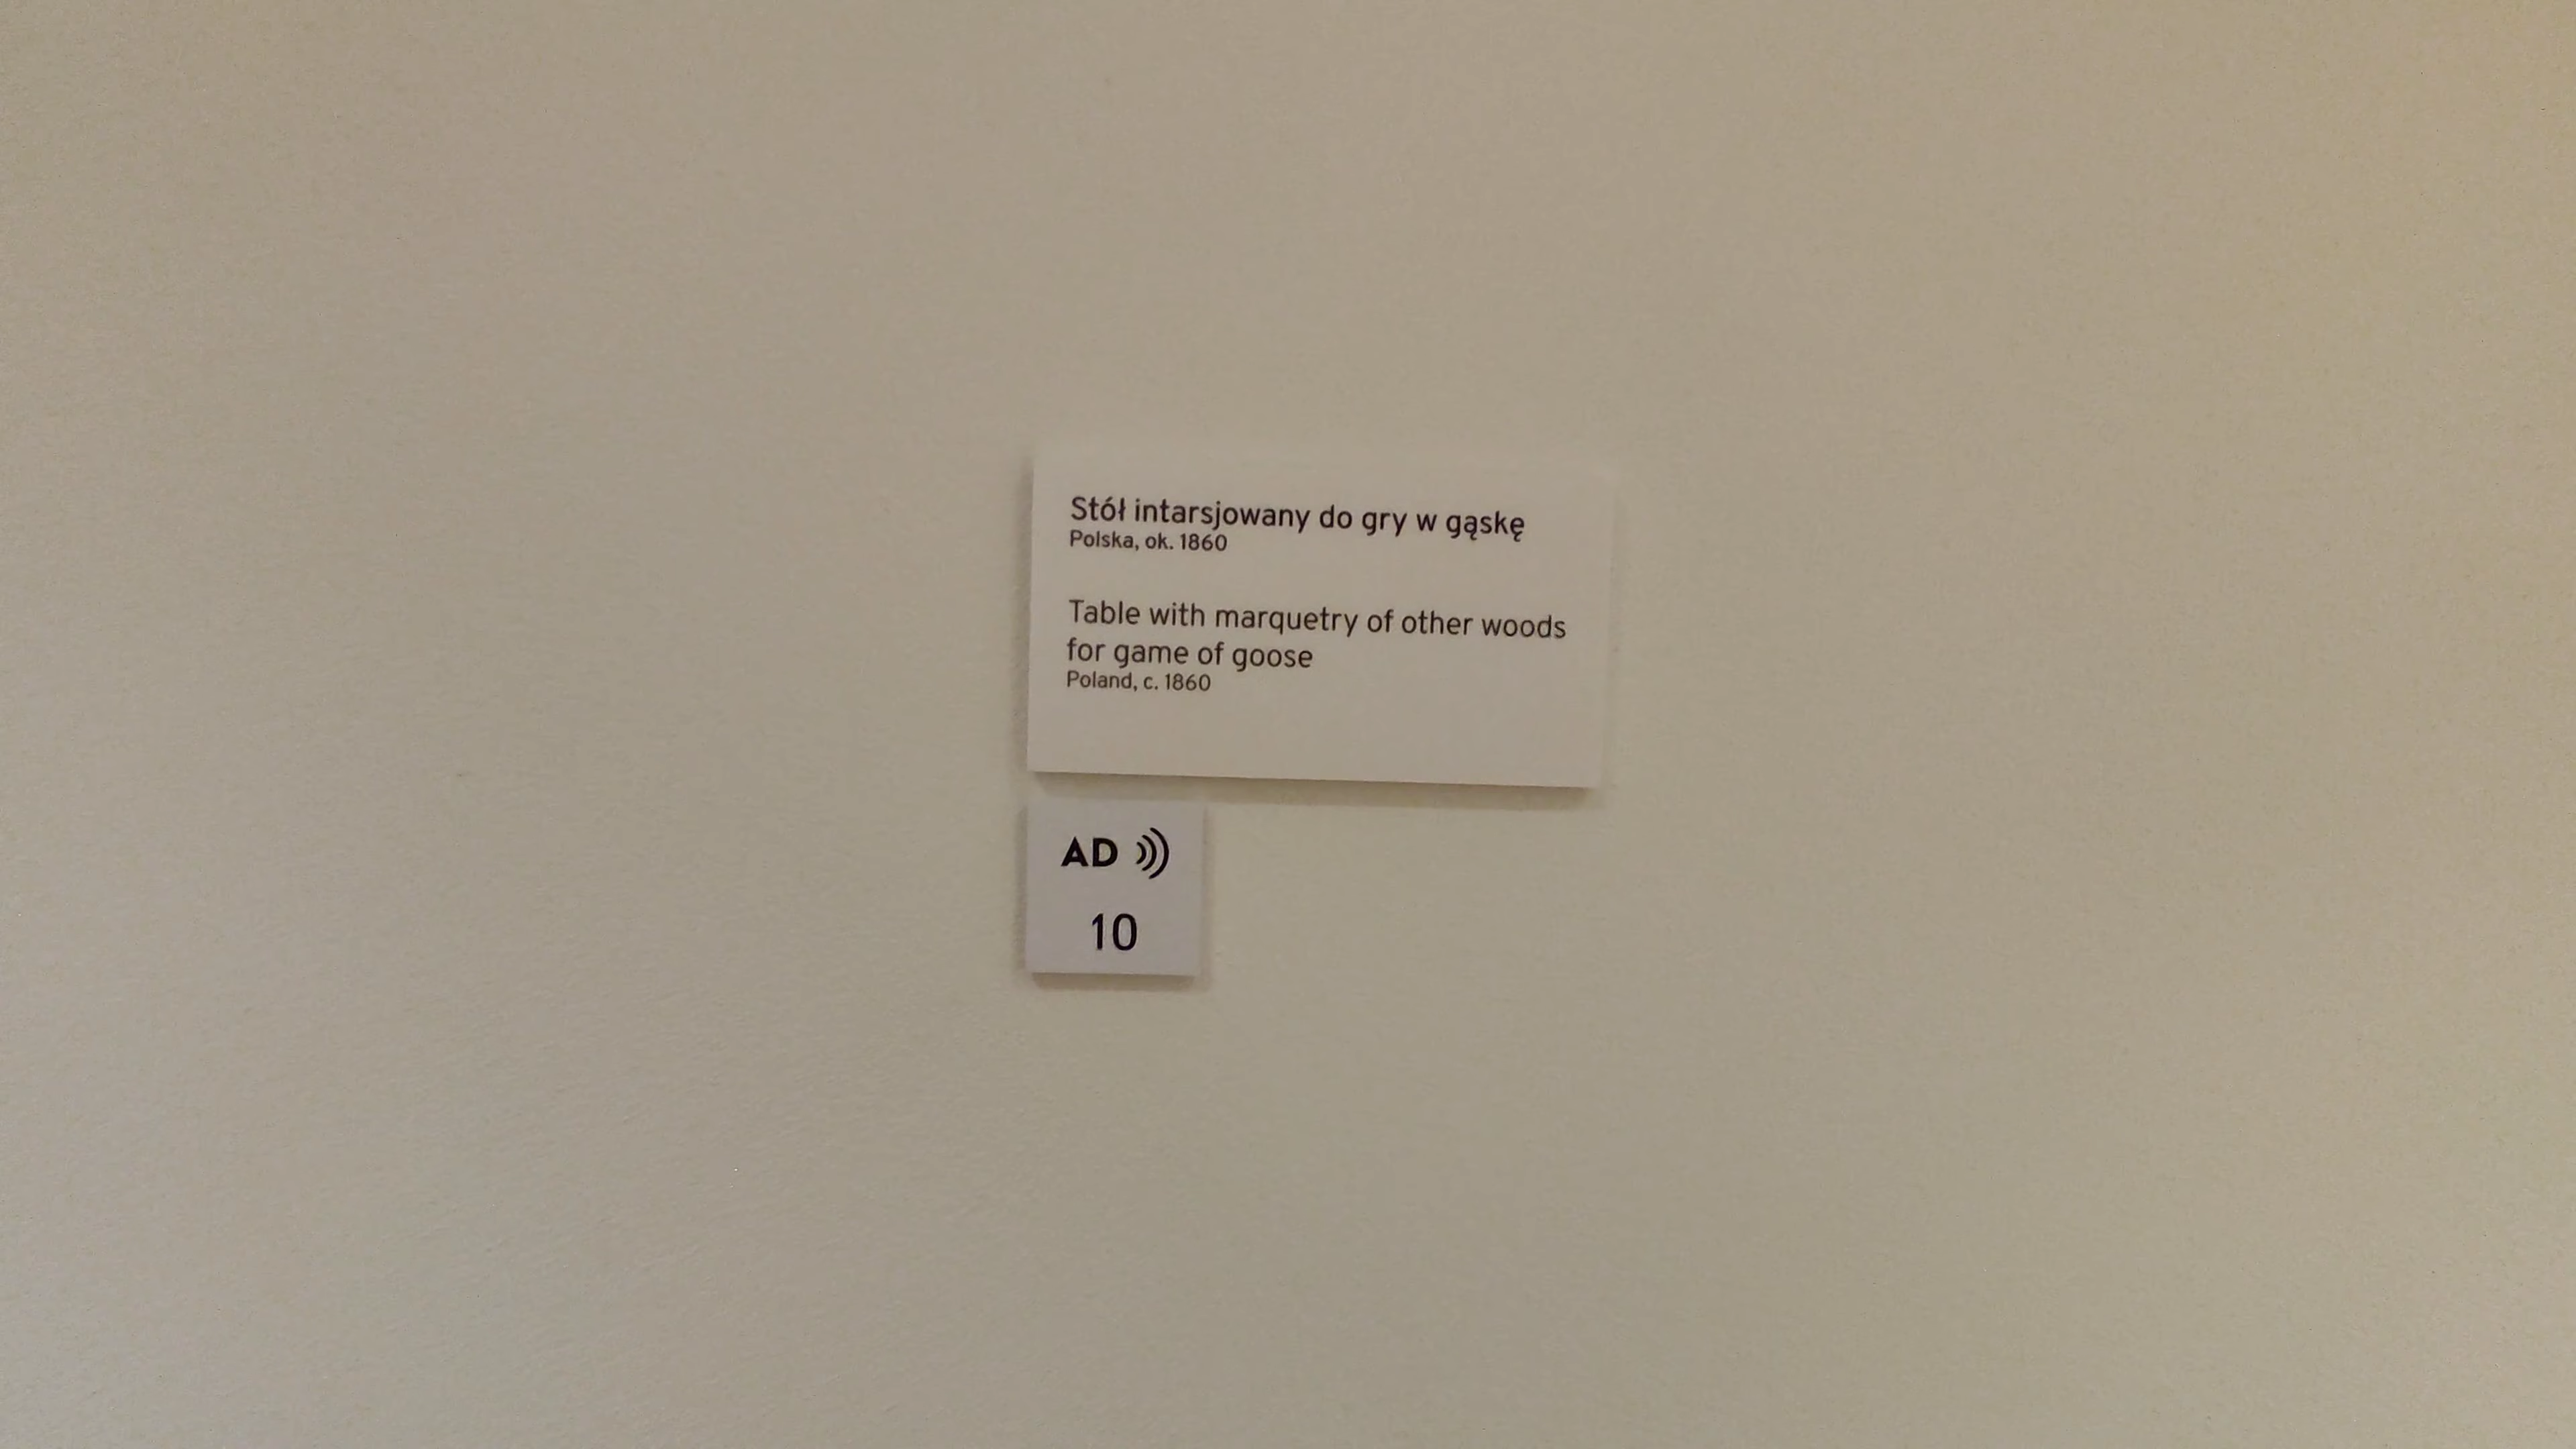 Stół intarsjowany do gry w gąskę
Polska, ok. 1860
Table with marquetry of other woods
for game of goose
Poland, c. 1860
AD
10